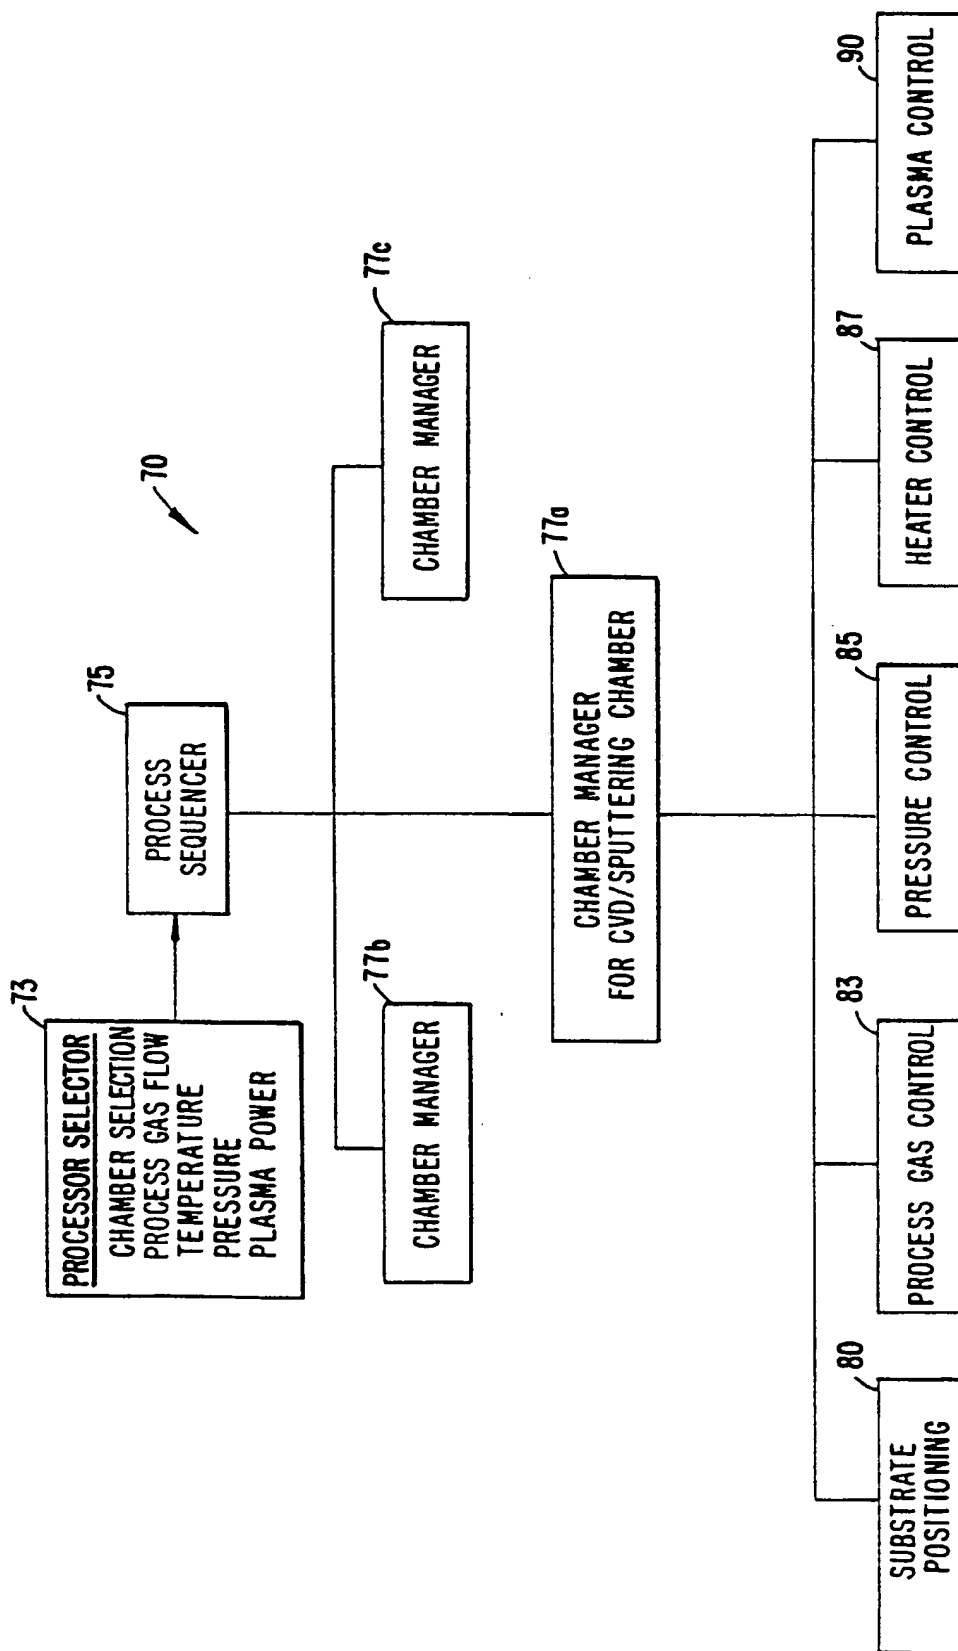 70
73
PROCESSOR SELECTOR
CHAMBER SELECTION
PROCESS GAS FLOW
TEMPERATURE
PRESSURE
PLASMA POWER
75
PROCESS
SEQUENCER
77b
CHAMBER MANAGER
77c
CHAMBER MANAGER
77a
CHAMBER MANAGER
FOR CVD/SPUTTERING CHAMBER
80
SUBSTRATE
POSITIONING
83
PROCESS GAS CONTROL
85
PRESSURE CONTROL
87
HEATER CONTROL
90
PLASMA CONTROL